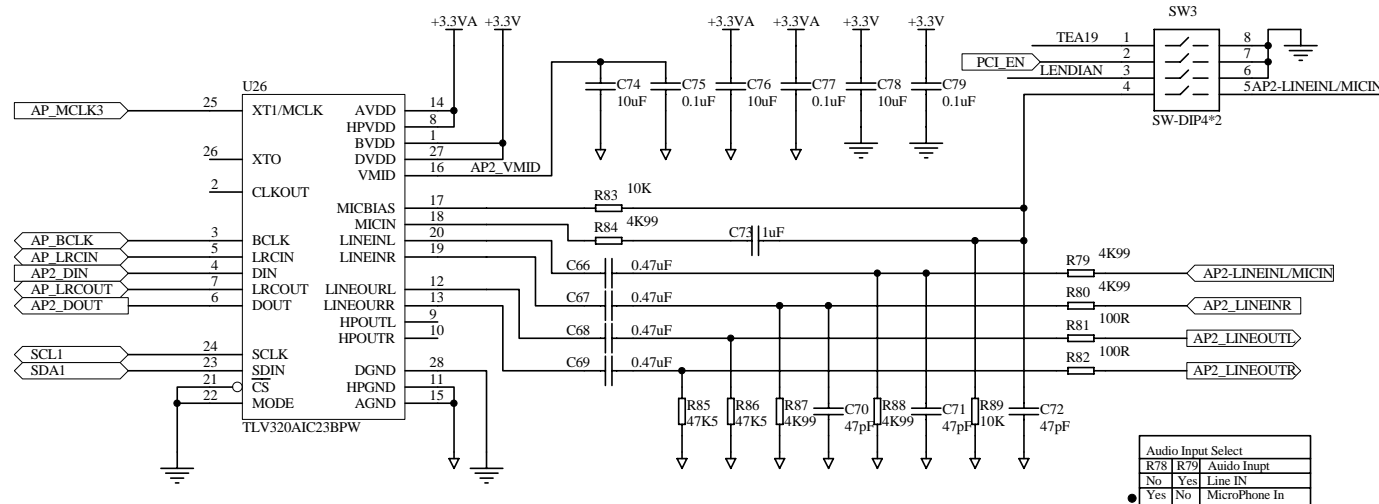 +3.3VA +3.3V +3.3VA +3.3VA +3.3V +3.3V
SW3
TEA19 1 8
PCI_EN 2 7
LENDIAN 3 6
4 5 AP2-LINEINL/MICIN
SW-DIP4*2
C74 10uF
C75 0.1uF
C76 10uF
C77 0.1uF
C78 10uF
C79 0.1uF
U26
AP_MCLK3 25 XT1/MCLK
26 XTO
2 CLKOUT
AP_BCLK 3 BCLK
AP_LRCIN 5 LRCIN
AP2_DIN 4 DIN
AP_LRCOUT 7 LRCOUT
AP2_DOUT 6 DOUT
SCL1 24 SCLK
SDA1 23 SDIN
21 CS
22 MODE
AVDD 14
HPVDD 8
BVDD 1
DVDD 27
VMID 16 AP2_VMID
MICBIAS 17
MICIN 18
LINEINL 20
LINEINR 19
LINEOURL 12
LINEOURR 13
HPOUTL 9
HPOUTR 10
DGND 28
HPGND 11
AGND 15
TLV320AIC23BPW
R83 10K
R84 4K99
C73 1uF
C66 0.47uF
C67 0.47uF
C68 0.47uF
C69 0.47uF
R79 4K99 AP2-LINEINL/MICIN
R80 4K99 AP2_LINEINR
R81 100R AP2_LINEOUTL
R82 100R AP2_LINEOUTR
R85 47K5
R86 47K5
R87 4K99
C70 47pF
R88 4K99
C71 47pF
R89 10K
C72 47pF
Audio Input Select
R78 R79 Auido Inupt
No Yes Line IN
Yes No MicroPhone In